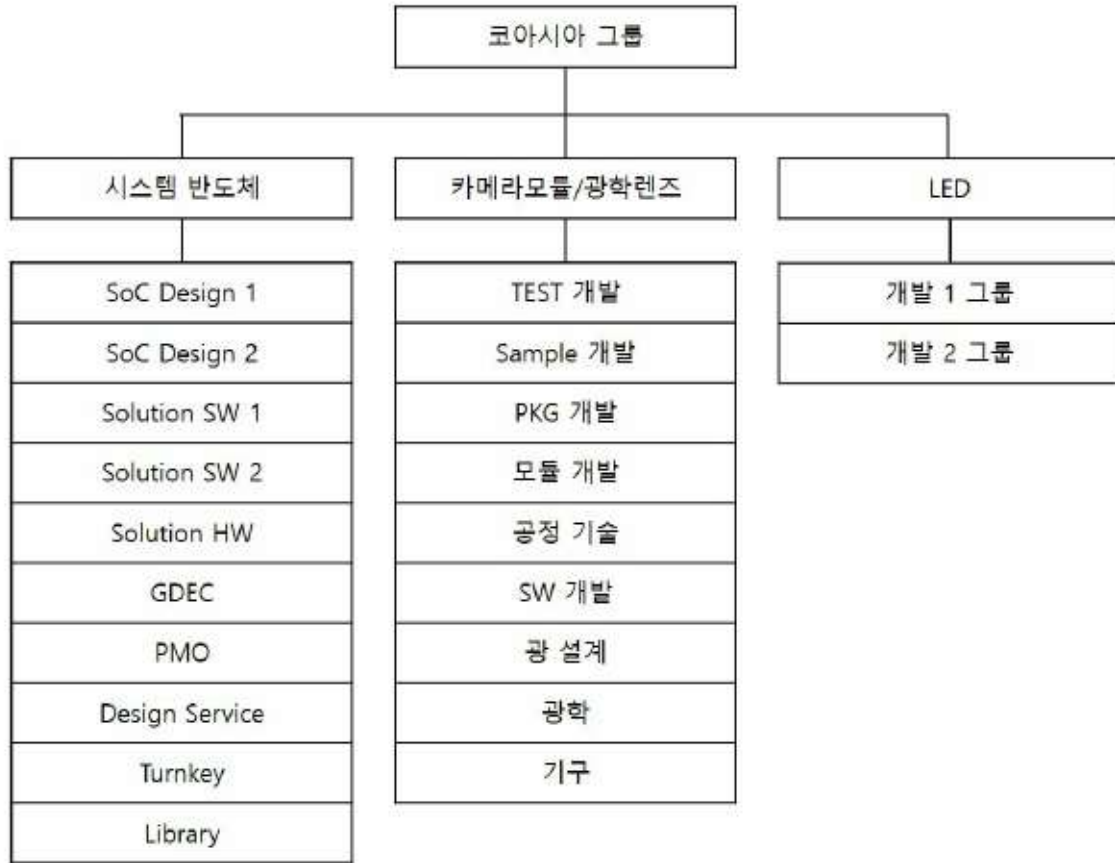 코아시아 그룹
시스템 반도체
SoC Design 1
SoC Design 2
Solution SW 1
Solution SW 2
Solution HW
GDEC
PMO
Design Service
Turnkey
Library
카메라모듈/광학렌즈
TEST 개발
Sample 개발
PKG 개발
모듈 개발
공정 기술
SW 개발
광 설계
광학
기구
LED
개발 1 그룹
개발 2 그룹